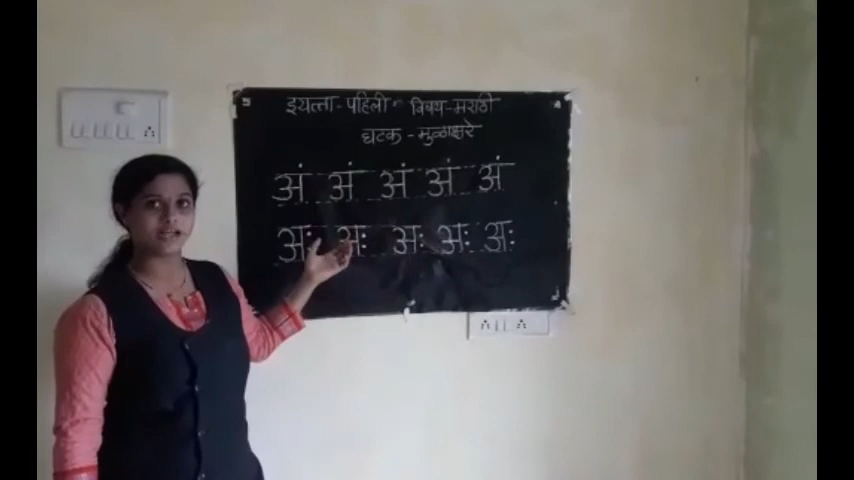 इयत्ता - पहिली विषय - मराठी
घटक - मुळाक्षरे
अं अं अं अं अं
अः अः अः अः अः